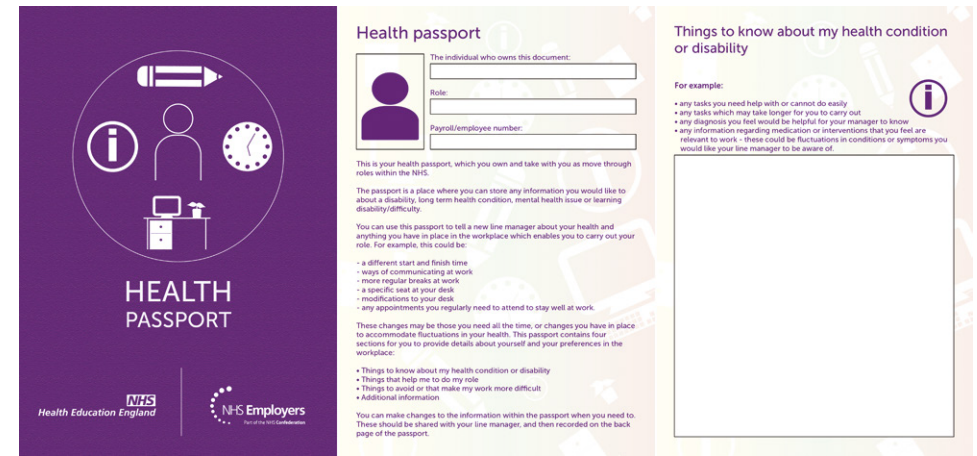 HEALTH
PASSPORT
NHS
Health Education England
NHS Employers
Part of the NHS Confederation
Health passport
The individual who owns this document:
Role:
Payroll/employee number:
This is your health passport, which you own and take with you as move through
roles within the NHS.
The passport is a place where you can store any information you would like to
about a disability, long term health condition, mental health issue or learning
disability/difficulty.
You can use this passport to tell a new line manager about your health and
anything you have in place in the workplace which enables you to carry out your
role. For example, this could be:
- a different start and finish time
- ways of communicating at work
- more regular breaks at work
- a specific seat at your desk
- modifications to your desk
- any appointments you regularly need to attend to stay well at work.
These changes may be those you need all the time, or changes you have in place
to accommodate fluctuations in your health. This passport contains four
sections for you to provide details about yourself and your preferences in the
workplace:
• Things to know about my health condition or disability
• Things that help me to do my role
• Things to avoid or that make my work more difficult
• Additional information
You can make changes to the information within the passport when you need to.
These should be shared with your line manager, and then recorded on the back
page of the passport.
Things to know about my health condition
or disability
For example:
• any tasks you need help with or cannot do easily
• any tasks which may take longer for you to carry out
• any diagnosis you feel would be helpful for your manager to know
• any information regarding medication or interventions that you feel are
relevant to work - these could be fluctuations in conditions or symptoms you
would like your line manager to be aware of.